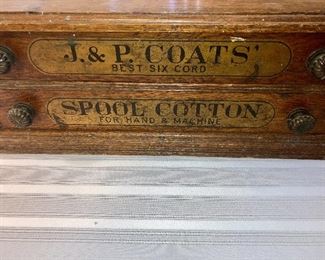 J. & P. COATS'
BEST SIX CORD
SPOOL COTTON
FOR HAND & MACHINE